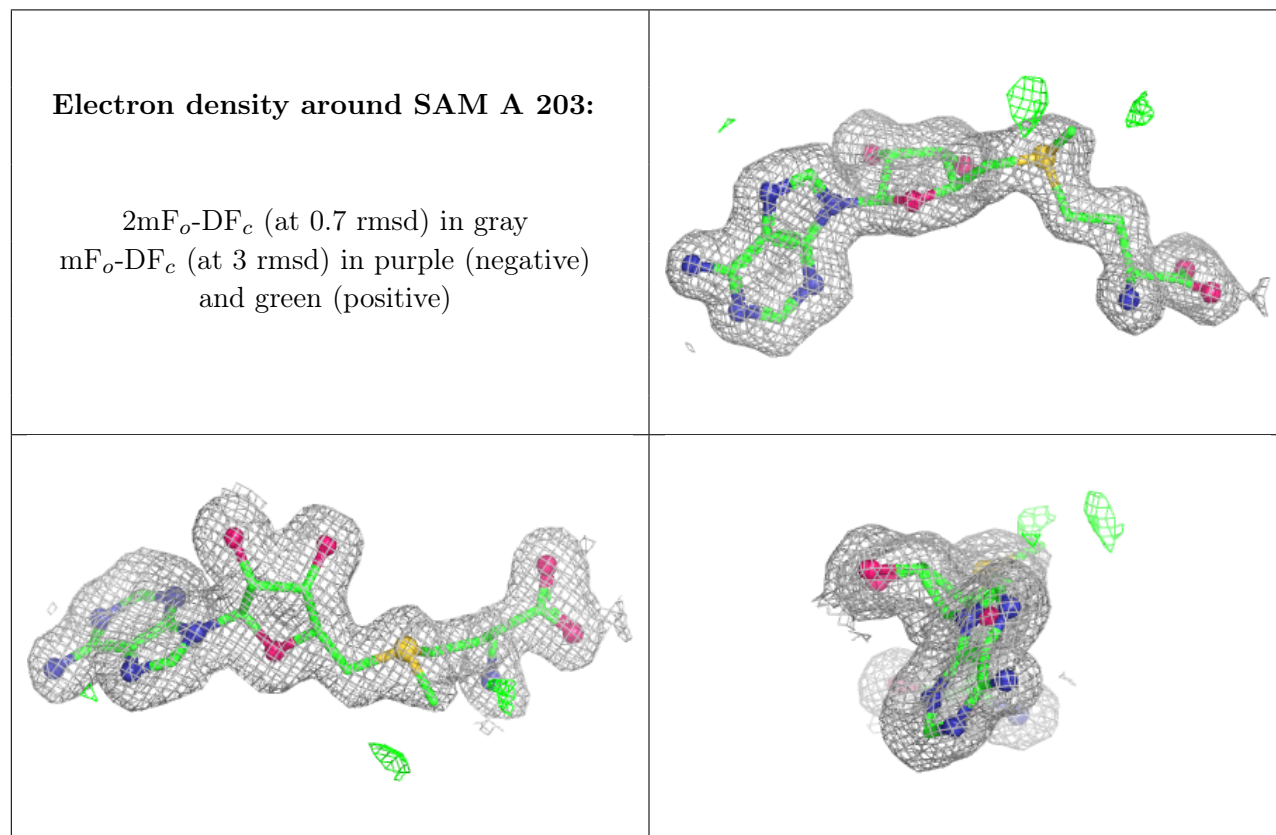 Electron density around SAM A 203:
2mFo-DFc (at 0.7 rmsd) in gray
mFo-DFc (at 3 rmsd) in purple (negative)
and green (positive)